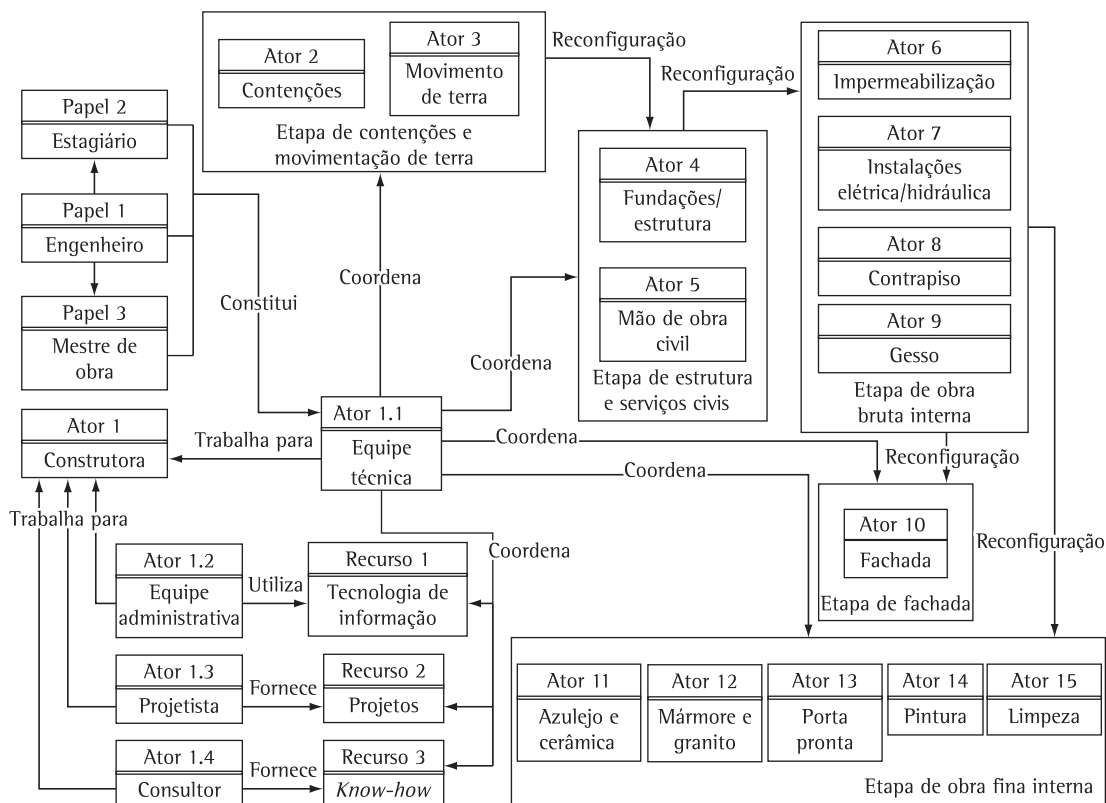 Ator 2
Contenções
Ator 3
Movimento
de terra
Etapa de contenções e
movimentação de terra
Reconfiguração
Reconfiguração
Ator 6
Impermeabilização
Ator 7
Instalações
elétrica/hidráulica
Ator 8
Contrapiso
Ator 9
Gesso
Etapa de obra
bruta interna
Papel 2
Estagiário
Papel 1
Engenheiro
Papel 3
Mestre de
obra
Constitui
Coordena
Ator 4
Fundações/
estrutura
Ator 5
Mão de obra
civil
Etapa de estrutura
e serviços civis
Coordena
Ator 1
Construtora
Trabalha para
Ator 1.1
Equipe
técnica
Coordena
Coordena
Reconfiguração
Ator 10
Fachada
Etapa de fachada
Reconfiguração
Trabalha para
Coordena
Ator 1.2
Equipe
administrativa
Utiliza
Recurso 1
Tecnologia de
informação
Ator 1.3
Projetista
Fornece
Recurso 2
Projetos
Ator 1.4
Consultor
Fornece
Recurso 3
Know-how
Ator 11
Azulejo e
cerâmica
Ator 12
Mármore e
granito
Ator 13
Porta
pronta
Ator 14
Pintura
Ator 15
Limpeza
Etapa de obra fina interna